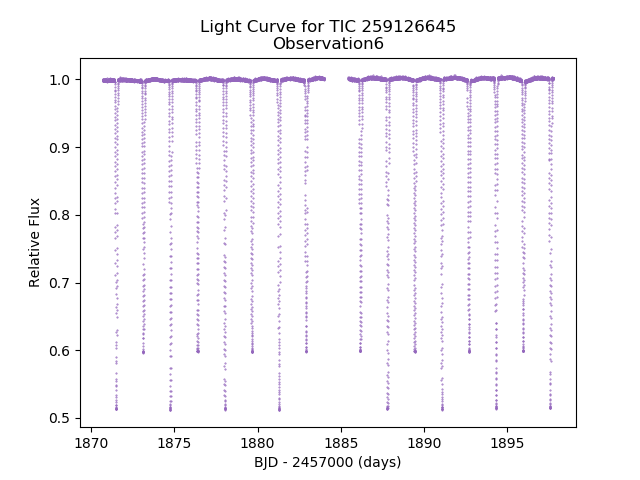 Light Curve for TIC 259126645
Observation6
1.0
0.9
0.8
0.7
0.6
0.5
Relative Flux
1870 1875 1880 1885 1890 1895
BJD - 2457000 (days)